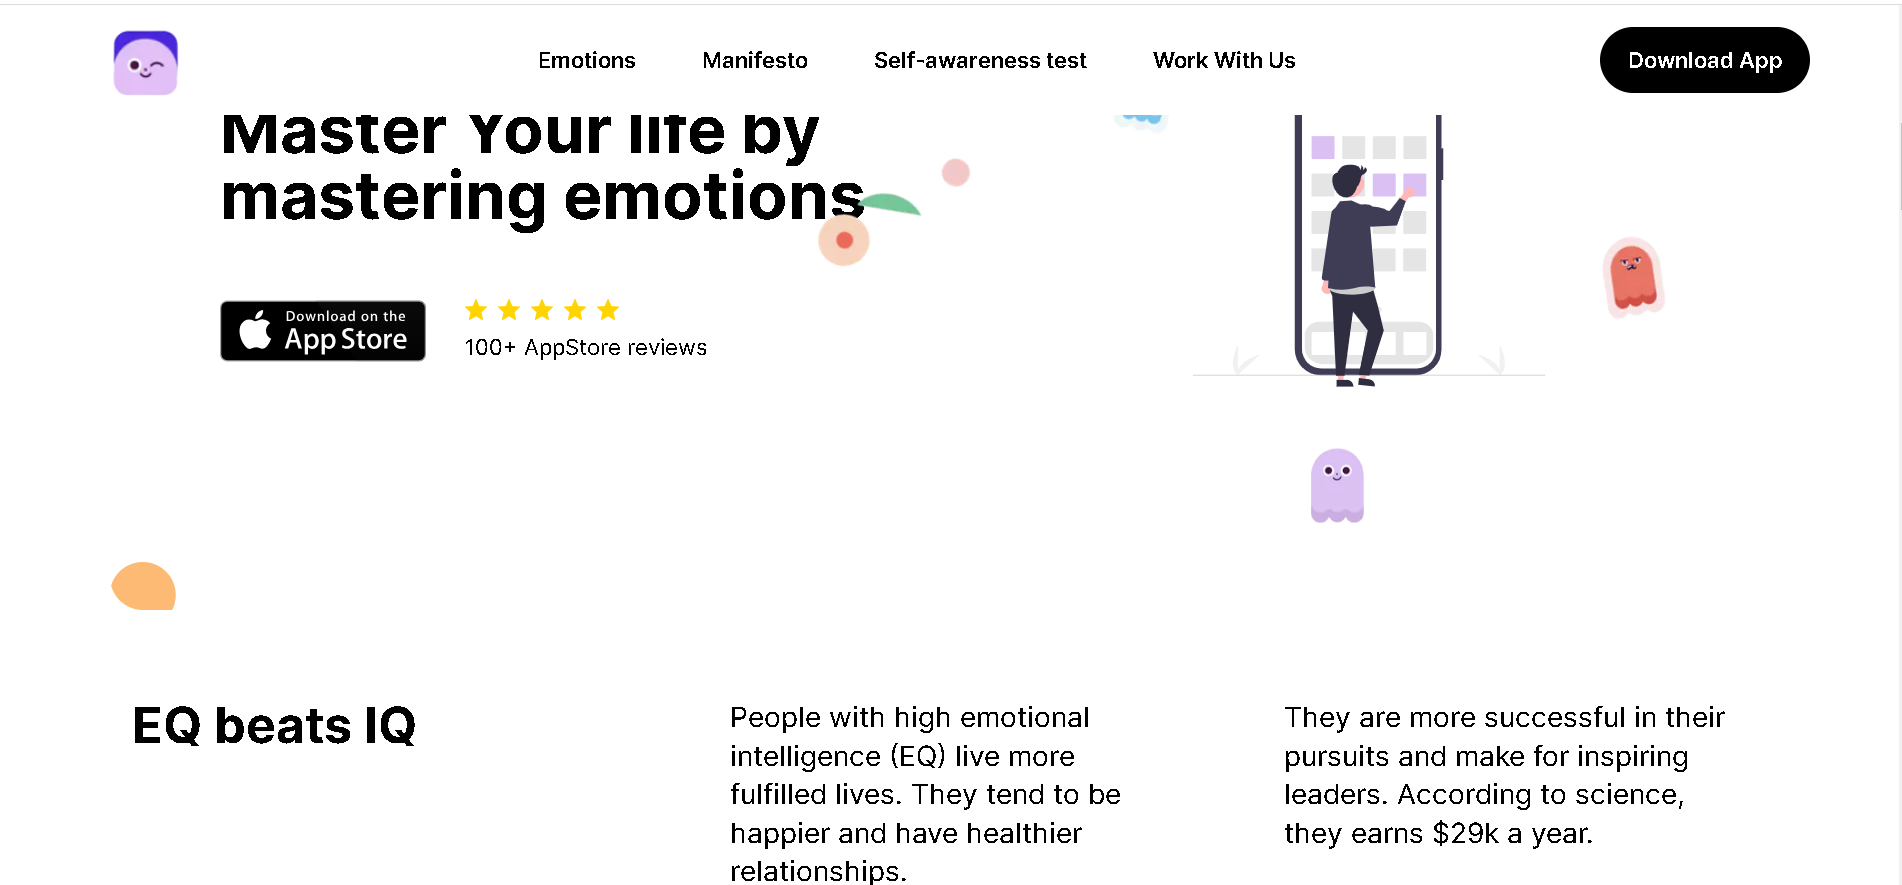 Emotions
Manifesto
Self-awareness test
Work With Us
Download App
Master Your life by
mastering emotions
Download on the
App Store
100+ AppStore reviews
EQ beats IQ
People with high emotional
intelligence (EQ) live more
fulfilled lives. They tend to be
happier and have healthier
relationships.
They are more successful in their
pursuits and make for inspiring
leaders. According to science,
they earns $29k a year.